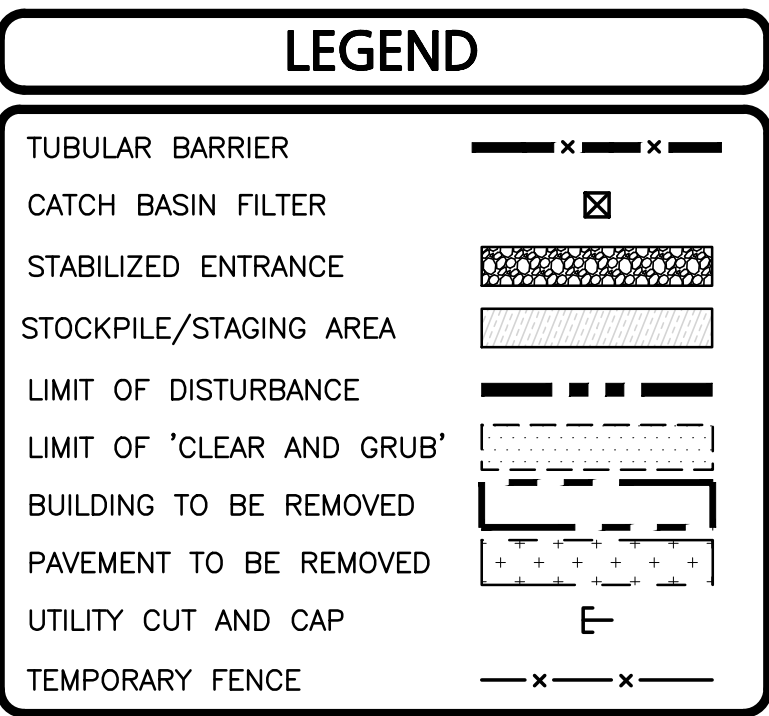 LEGEND
TUBULAR BARRIER
CATCH BASIN FILTER
STABILIZED ENTRANCE
STOCKPILE/STAGING AREA
LIMIT OF DISTURBANCE
LIMIT OF 'CLEAR AND GRUB'
BUILDING TO BE REMOVED
PAVEMENT TO BE REMOVED
UTILITY CUT AND CAP
TEMPORARY FENCE